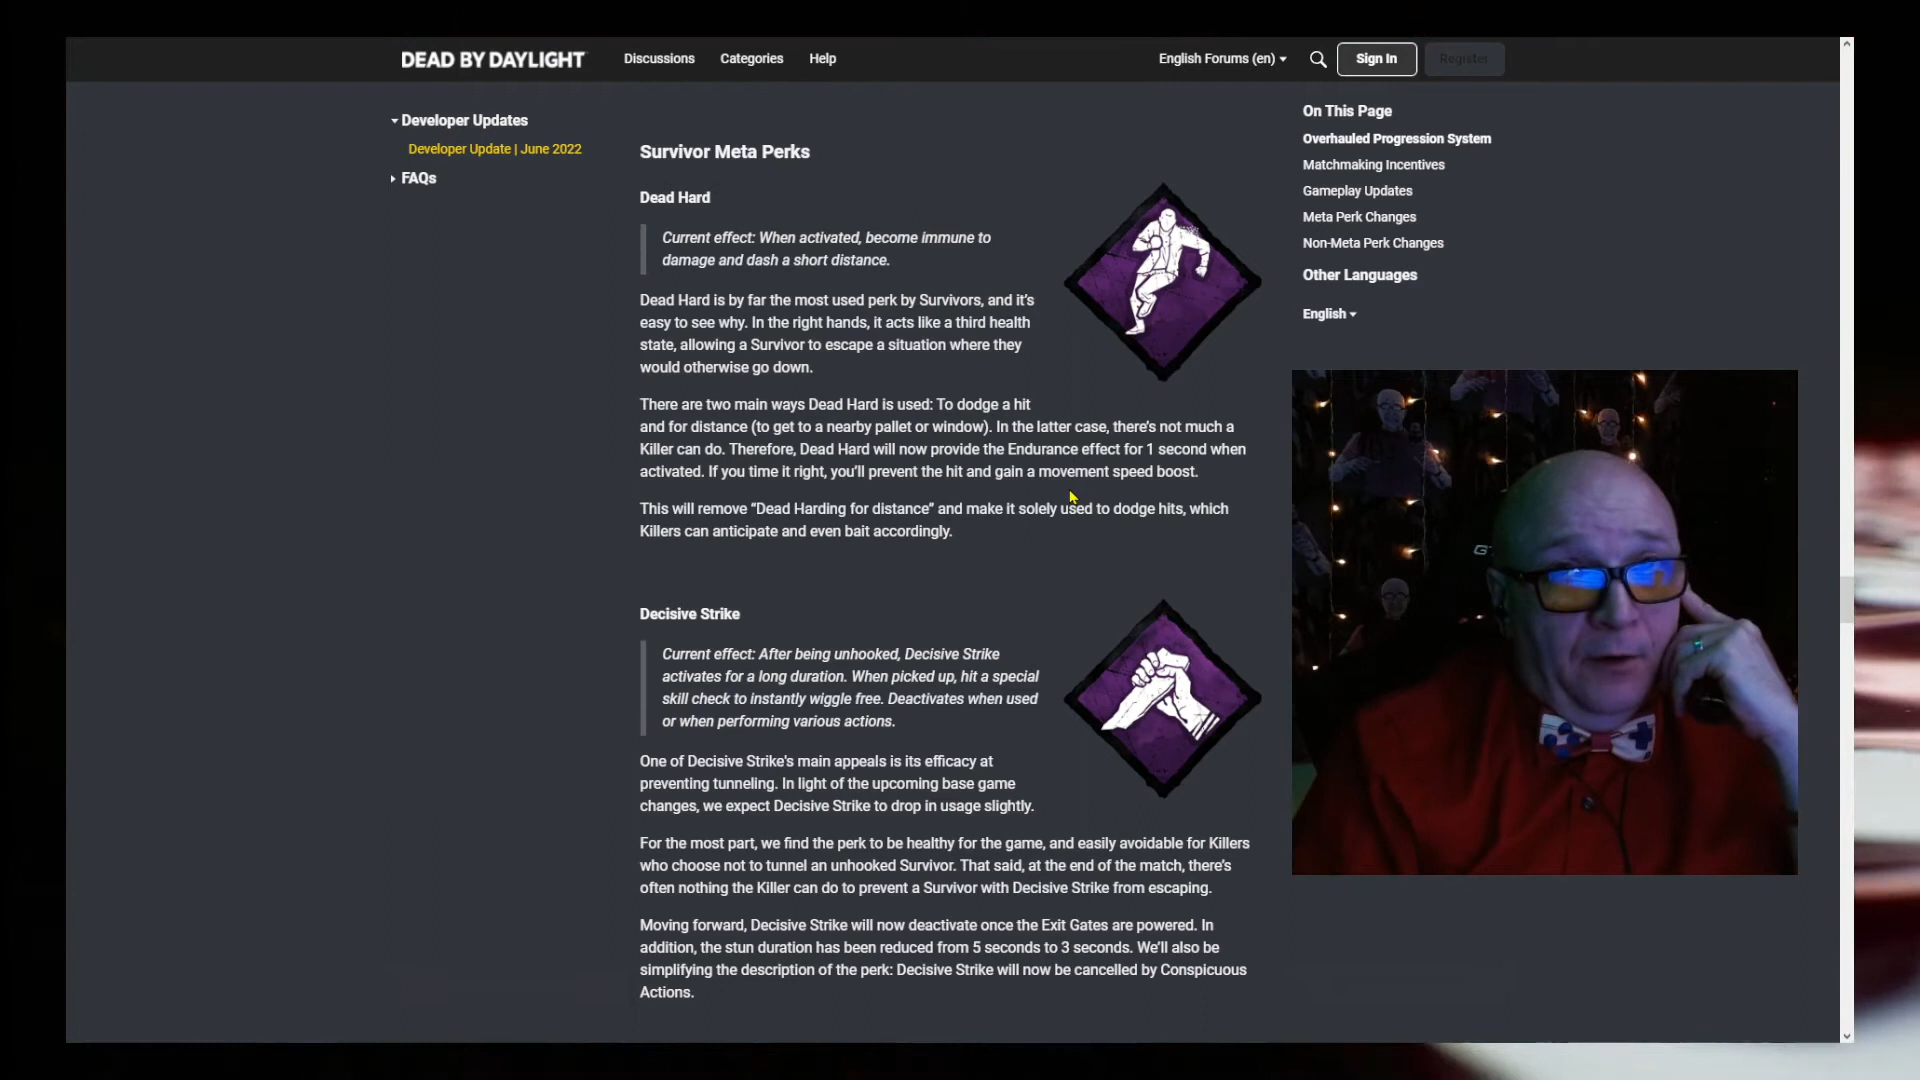 DEAD BY DAYLIGHT Discussions Categories Help English Forums (en) Sign In Register
Developer Updates
Developer Update | June 2022
FAQs
Survivor Meta Perks
Dead Hard
Current effect: When activated, become immune to
damage and dash a short distance.
Dead Hard is by far the most used perk by Survivors, and it's
easy to see why. In the right hands, it acts like a third health
state, allowing a Survivor to escape a situation where they
would otherwise go down.
There are two main ways Dead Hard is used: To dodge a hit
and for distance (to get to a nearby pallet or window). In the latter case, there's not much a
Killer can do. Therefore, Dead Hard will now provide the Endurance effect for 1 second when
activated. If you time it right, you'll prevent the hit and gain a movement speed boost.
This will remove “Dead Harding for distance” and make it solely used to dodge hits, which
Killers can anticipate and even bait accordingly.
Decisive Strike
Current effect: After being unhooked, Decisive Strike
activates for a long duration. When picked up, hit a special
skill check to instantly wiggle free. Deactivates when used
or when performing various actions.
One of Decisive Strike's main appeals is its efficacy at
preventing tunneling. In light of the upcoming base game
changes, we expect Decisive Strike to drop in usage slightly.
For the most part, we find the perk to be healthy for the game, and easily avoidable for Killers
who choose not to tunnel an unhooked Survivor. That said, at the end of the match, there's
often nothing the Killer can do to prevent a Survivor with Decisive Strike from escaping.
Moving forward, Decisive Strike will now deactivate once the Exit Gates are powered. In
addition, the stun duration has been reduced from 5 seconds to 3 seconds. We'll also be
simplifying the description of the perk: Decisive Strike will now be cancelled by Conspicuous
Actions.
On This Page
Overhauled Progression System
Matchmaking Incentives
Gameplay Updates
Meta Perk Changes
Non-Meta Perk Changes
Other Languages
English